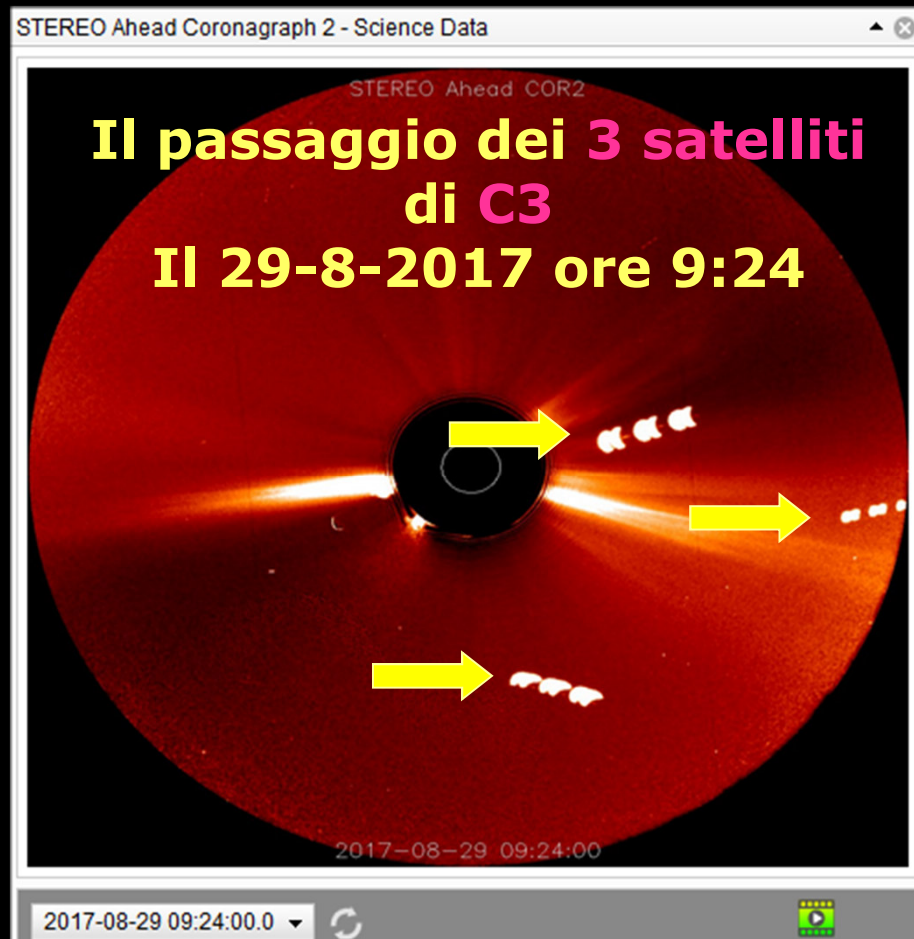 STEREO Ahead Coronagraph 2 - Science Data
STEREO Ahead COR2
Il passaggio dei 3 satelliti
di C3
Il 29-8-2017 ore 9:24
2017-08-29 09:24:00
2017-08-29 09:24:00.0